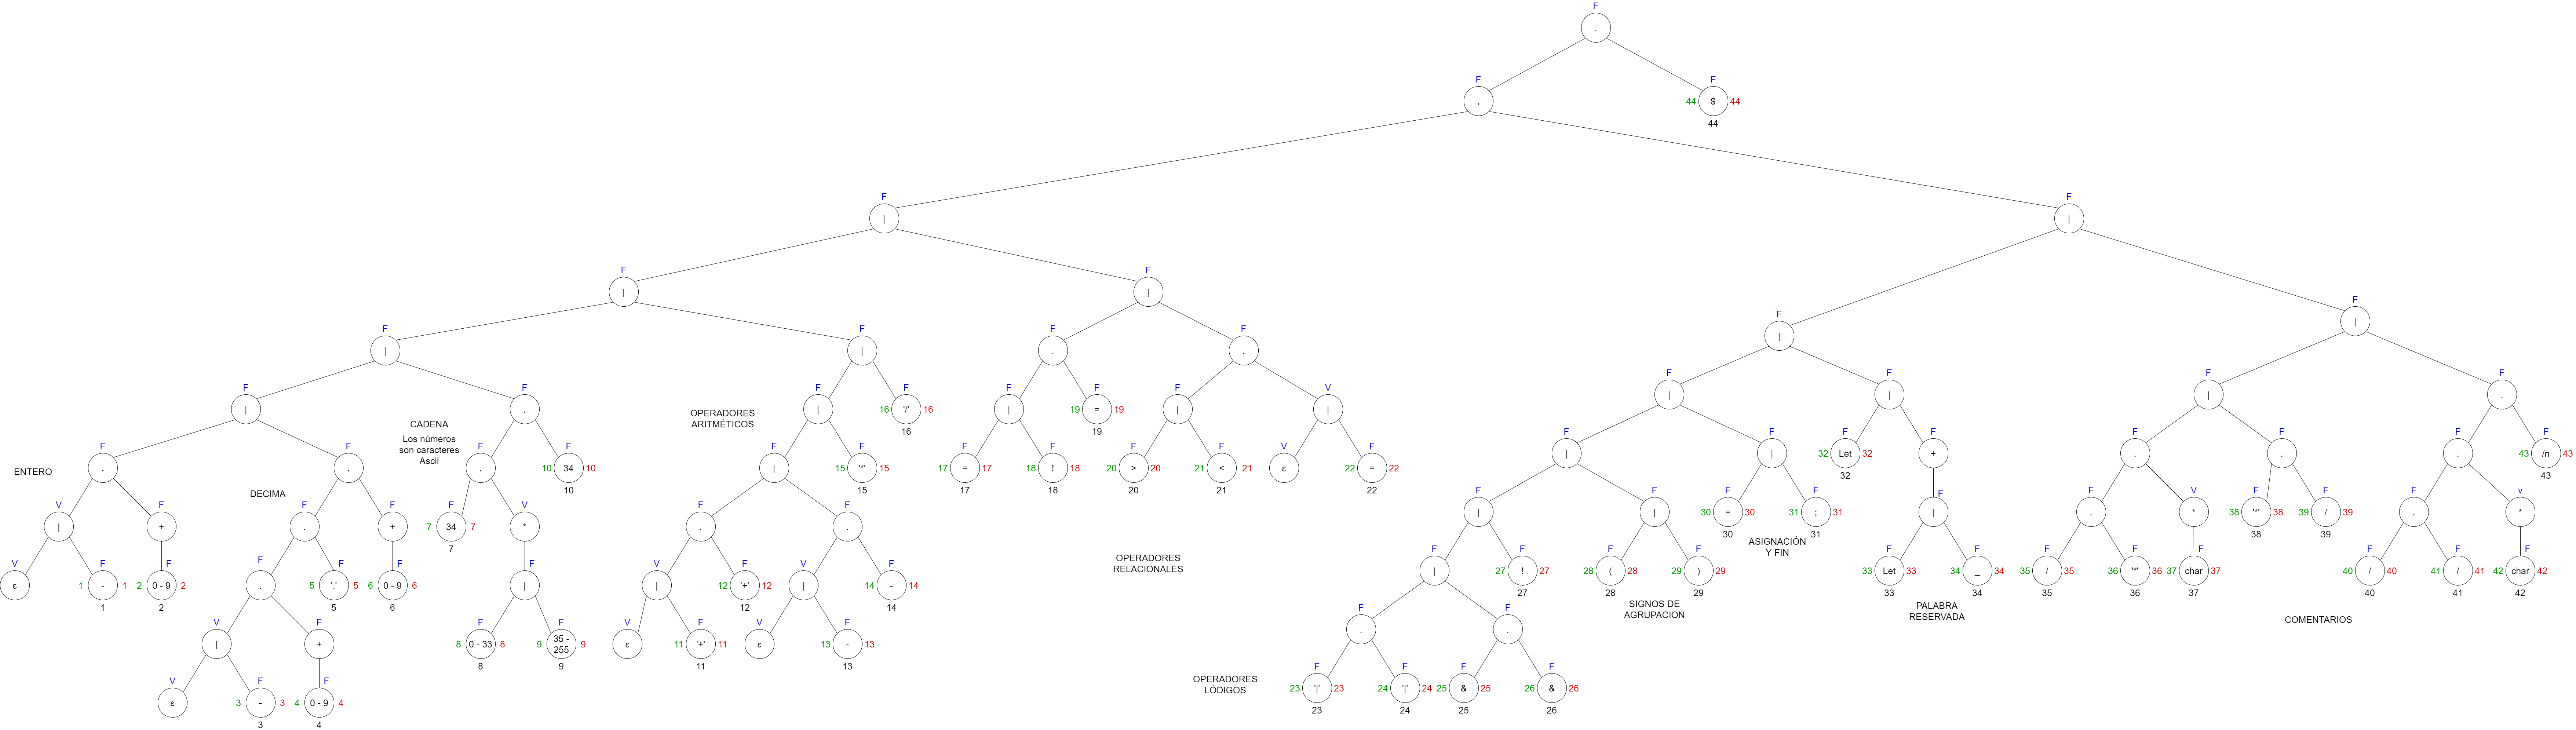 F
.
F F
. 44 $ 44
44
F F
| |
F F
| |
F
F
|
F F F F
|
| | . .
F F F F
F F F F F F F V
| | | .
| . | 16 '/' 16 | 19 = 19 | |
OPERADORES
ARITMÉTICOS
CADENA
16 19
F F F F
Los números
son caracteres
Ascii
F F F F F F F F F V F
| | 32 Let 32 + . . . 43 /n 43
ENTERO
. . . 10 34 10 | 15 '*' 15 17 = 17 18 ! 18 20 > 20 21 < 21 ε 22 = 22
32 43
DECIMA
10 15 17 18 20 21 22
F F F F F F V F F F v
V F F F F V F F
| | 30 = 30 31 ; 31 | . * 38 '*' 38 39 / 39 . *
| + . + 7 34 7 * . .
30 31 38 39
7
ASIGNACIÓN
Y FIN
F F F F F F F F F F F F F
OPERADORES
RELACIONALES
V F F F F F F V F V F
| 27 ! 27 28 ( 28 29 ) 29 33 Let 33 34 _ 34 35 / 35 36 '*' 36 37 char 37 40 / 40 41 / 41 42 char 42
ε 1 - 1 2 0 - 9 2 . 5 '.' 5 6 0 - 9 6 | | 12 '+' 12 | 14 - 14
27 28 29 33 34 35 36 37 40 41 42
1 2 5 6 12 14
SIGNOS DE
AGRUPACION
PALABRA
RESERVADA
F F
COMENTARIOS
V F F F V F V F
. .
| + 8 0 - 33 8 9 35 -
255 9 ε 11 '+' 11 ε 13 - 13
8 9 11 13
F F F F
V F F
OPERADORES
LÓDIGOS
23 '|' 23 24 '|' 24 25 & 25 26 & 26
ε 3 - 3 4 0 - 9 4
23 24 25 26
3 4